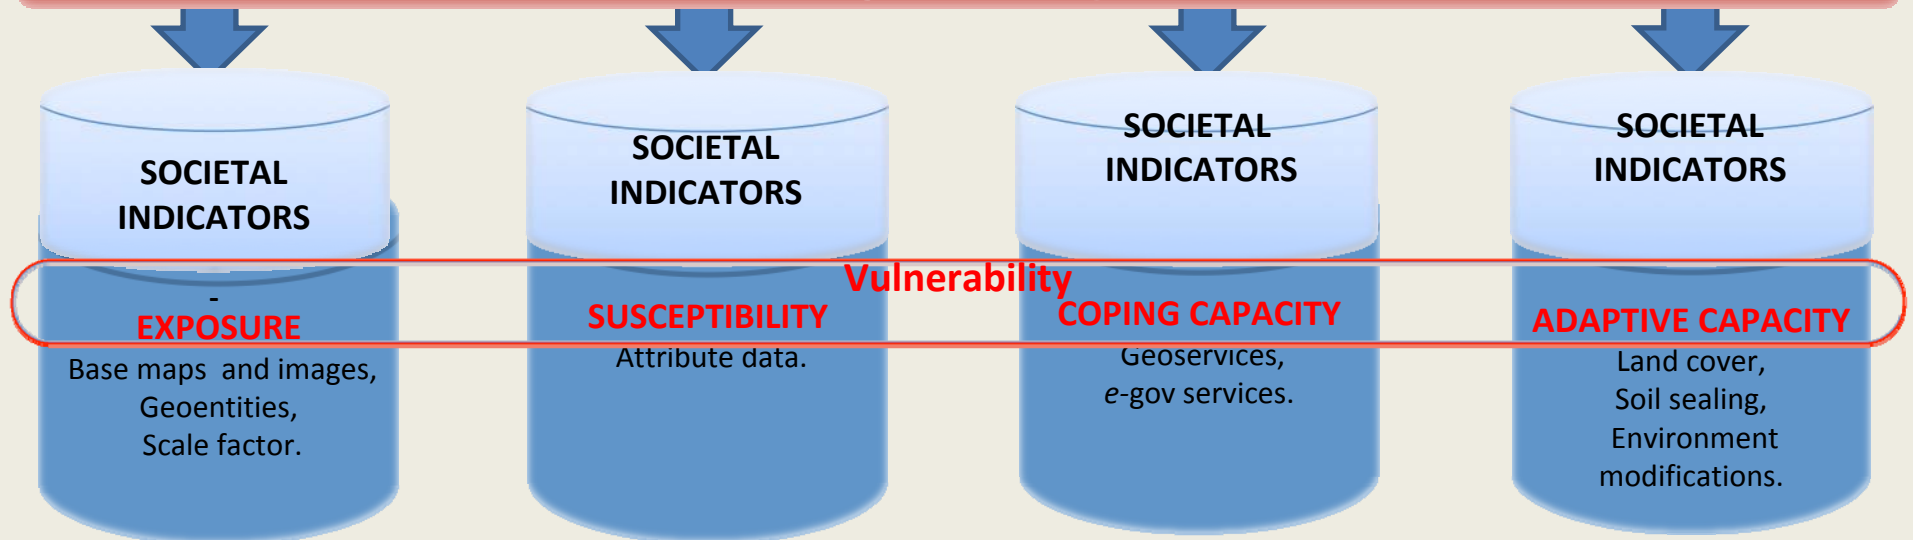 SOCIETAL
INDICATORS
-
EXPOSURE
Base maps and images,
Geoentities,
Scale factor.
SOCIETAL
INDICATORS
SUSCEPTIBILITY
Attribute data.
Vulnerability
SOCIETAL
INDICATORS
COPING CAPACITY
Geoservices,
e-gov services.
SOCIETAL
INDICATORS
ADAPTIVE CAPACITY
Land cover,
Soil sealing,
Environment
modifications.